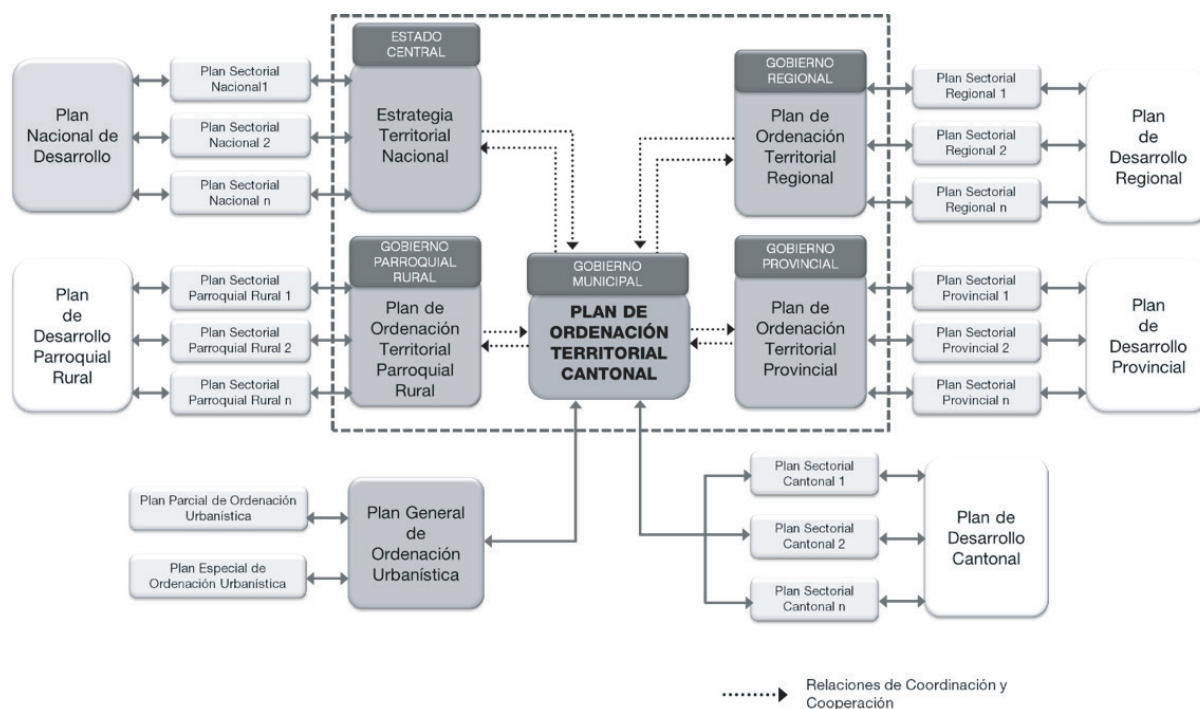 ESTADO
CENTRAL
Estrategia
Territorial
Nacional
Plan
Nacional de
Desarrollo
Plan Sectorial
Nacional1
Plan Sectorial
Nacional 2
Plan Sectorial
Nacional n
GOBIERNO
REGIONAL
Plan de
Ordenación
Territorial
Regional
Plan Sectorial
Regional 1
Plan Sectorial
Regional 2
Plan Sectorial
Regional n
Plan
de
Desarrollo
Regional
Plan
de
Desarrollo
Parroquial
Rural
Plan Sectorial
Parroquial Rural 1
Plan Sectorial
Parroquial Rural 2
Plan Sectorial
Parroquial Rural n
GOBIERNO
PARROQUIAL
RURAL
Plan de
Ordenación
Territorial
Parroquial
Rural
GOBIERNO
MUNICIPAL
PLAN DE
ORDENACIÓN
TERRITORIAL
CANTONAL
GOBIERNO
PROVINCIAL
Plan de
Ordenación
Territorial
Provincial
Plan Sectorial
Provincial 1
Plan Sectorial
Provincial 2
Plan Sectorial
Provincial n
Plan
de
Desarrollo
Provincial
Plan Parcial de Ordenación
Urbanística
Plan Especial de
Ordenación Urbanística
Plan General
de
Ordenación
Urbanística
Plan Sectorial
Cantonal 1
Plan Sectorial
Cantonal 2
Plan Sectorial
Cantonal n
Plan de
Desarrollo
Cantonal
Relaciones de Coordinación y
Cooperación